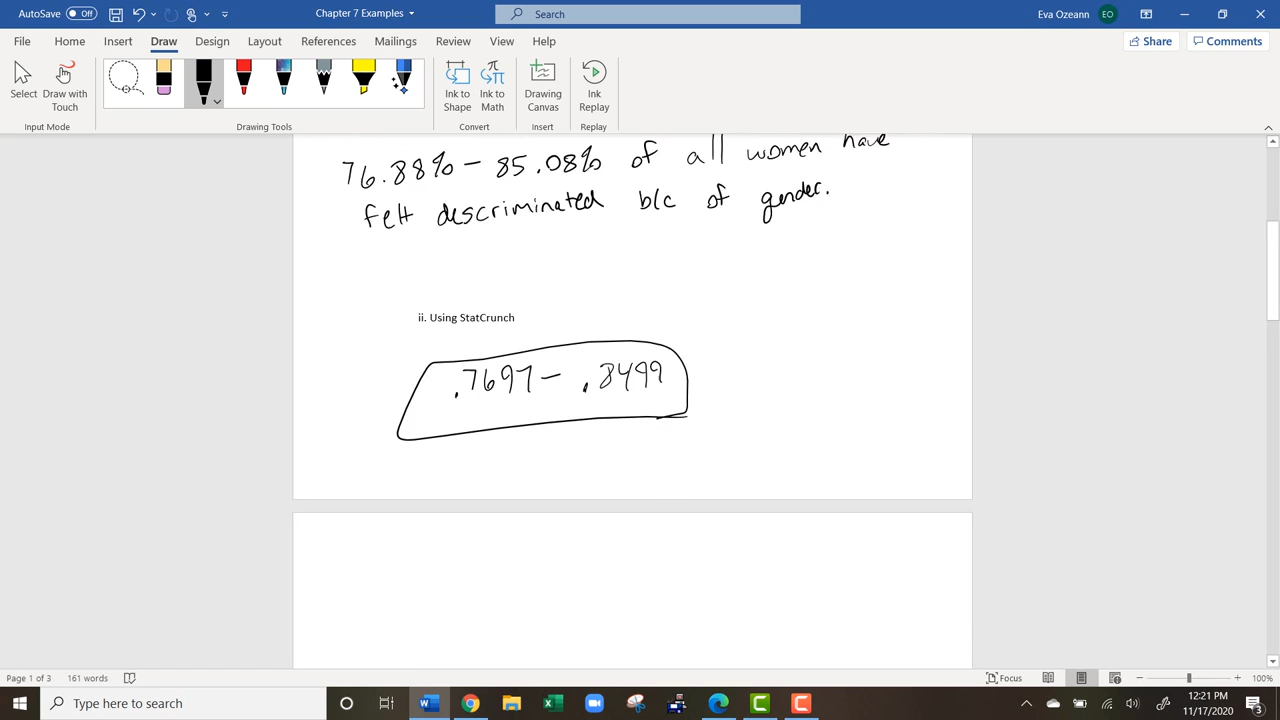 AutoSave Off
Chapter 7 Examples
Search
Eva Ozeann EO
File Home Insert Draw Design Layout References Mailings Review View Help
Share Comments
Select
Draw with Touch
Ink to Shape
Ink to Math
Drawing Canvas
Ink Replay
Input Mode
Drawing Tools
Convert
Insert
Replay
76.88% - 85.08% of all women have
felt descriminated b/c of gender.
ii. Using StatCrunch
.7697 - .8499
Page 1 of 3 161 words
Focus
100%
Type here to search
12:21 PM
11/17/2020
3